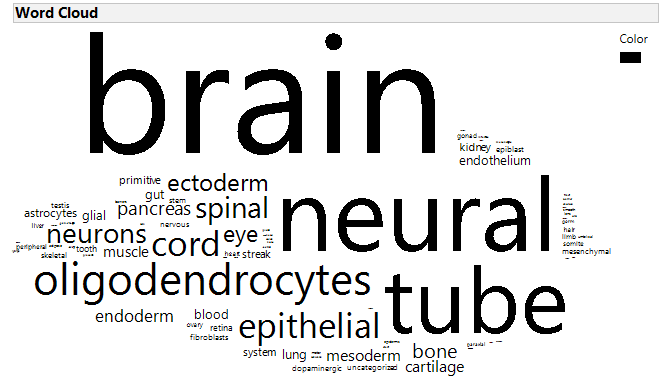 Word Cloud
Color
brain
gonad
kidney
epiblast
endothelium
primitive
ectoderm
gut
stem
testis
astrocytes
glial
pancreas
spinal
neural
liver
nervous
neurons
cord
eye
germ
hair
limb
somite
mesenchymal
peripheral
tooth
skeletal
muscle
heart
streak
oligodendrocytes
tube
endoderm
blood
ovary
retina
fibroblasts
epithelial
system
lung
mesoderm
bone
paraxial
dopaminergic
uncategorized
cartilage